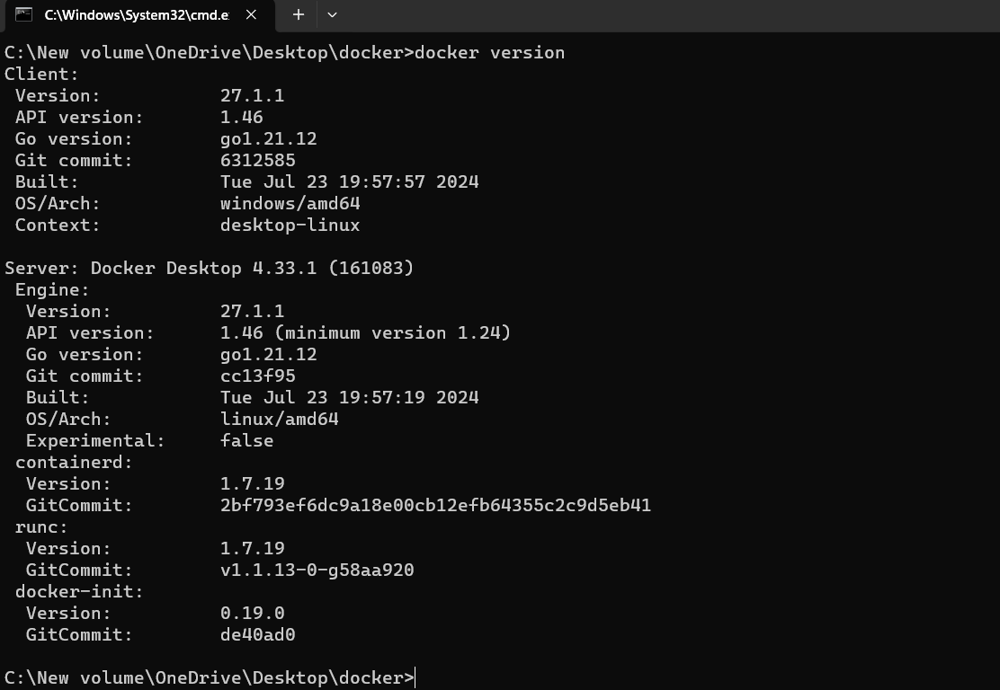 C:\Windows\System32\cmd.e
C:\New volume\OneDrive\Desktop\docker>docker version
Client:
 Version:           27.1.1
 API version:       1.46
 Go version:        go1.21.12
 Git commit:        6312585
 Built:             Tue Jul 23 19:57:57 2024
 OS/Arch:           windows/amd64
 Context:           desktop-linux

Server: Docker Desktop 4.33.1 (161083)
 Engine:
  Version:          27.1.1
  API version:      1.46 (minimum version 1.24)
  Go version:       go1.21.12
  Git commit:       cc13f95
  Built:            Tue Jul 23 19:57:19 2024
  OS/Arch:          linux/amd64
  Experimental:     false
 containerd:
  Version:          1.7.19
  GitCommit:        2bf793ef6dc9a18e00cb12efb64355c2c9d5eb41
 runc:
  Version:          1.7.19
  GitCommit:        v1.1.13-0-g58aa920
 docker-init:
  Version:          0.19.0
  GitCommit:        de40ad0

C:\New volume\OneDrive\Desktop\docker>